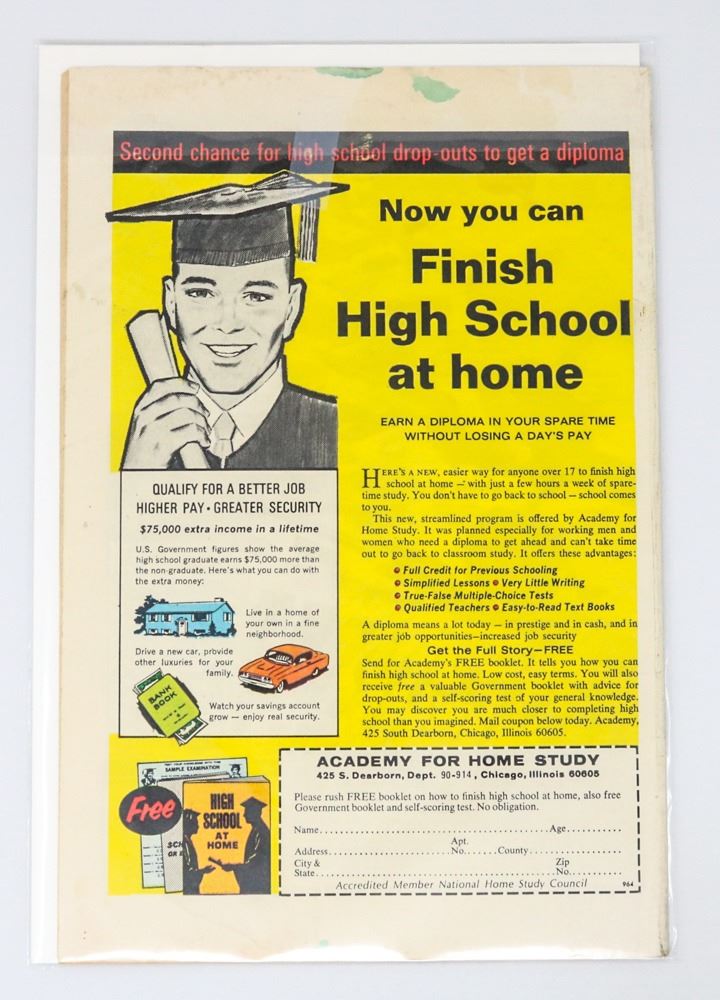 Second chance for high school drop-outs to get a diploma
Now you can
Finish
High School
at home
EARN A DIPLOMA IN YOUR SPARE TIME
WITHOUT LOSING A DAY'S PAY
QUALIFY FOR A BETTER JOB
HIGHER PAY • GREATER SECURITY
$75,000 extra income in a lifetime
U.S. Government figures show the average
high school graduate earns $75,000 more than
the non-graduate. Here's what you can do with
the extra money:
Live in a home of
your own in a fine
neighborhood.
Drive a new car, provide
other luxuries for your
family.
BANK
BOOK
Watch your savings account
grow — enjoy real security.
HERE'S A NEW, easier way for anyone over 17 to finish high
school at home — with just a few hours a week of spare-
time study. You don't have to go back to school — school comes
to you.
This new, streamlined program is offered by Academy for
Home Study. It was planned especially for working men and
women who need a diploma to get ahead and can't take time
out to go back to classroom study. It offers these advantages:
• Full Credit for Previous Schooling
• Simplified Lessons • Very Little Writing
• True-False Multiple-Choice Tests
• Qualified Teachers • Easy-to-Read Text Books
A diploma means a lot today — in prestige and in cash, and in
greater job opportunities—increased job security
Get the Full Story—FREE
Send for Academy's FREE booklet. It tells you how you can
finish high school at home. Low cost, easy terms. You will also
receive free a valuable Government booklet with advice for
drop-outs, and a self-scoring test of your general knowledge.
You may discover you are much closer to completing high
school than you imagined. Mail coupon below today. Academy,
425 South Dearborn, Chicago, Illinois 60605.
SAMPLE EXAMINATION
Free
HIGH
SCHOOL
AT
HOME
ACADEMY FOR HOME STUDY
425 S. Dearborn, Dept. 90-914, Chicago, Illinois 60605
Please rush FREE booklet on how to finish high school at home, also free
Government booklet and self-scoring test. No obligation.
Name Age
Apt.
Address No. County
City & Zip
State No.
Accredited Member National Home Study Council 964